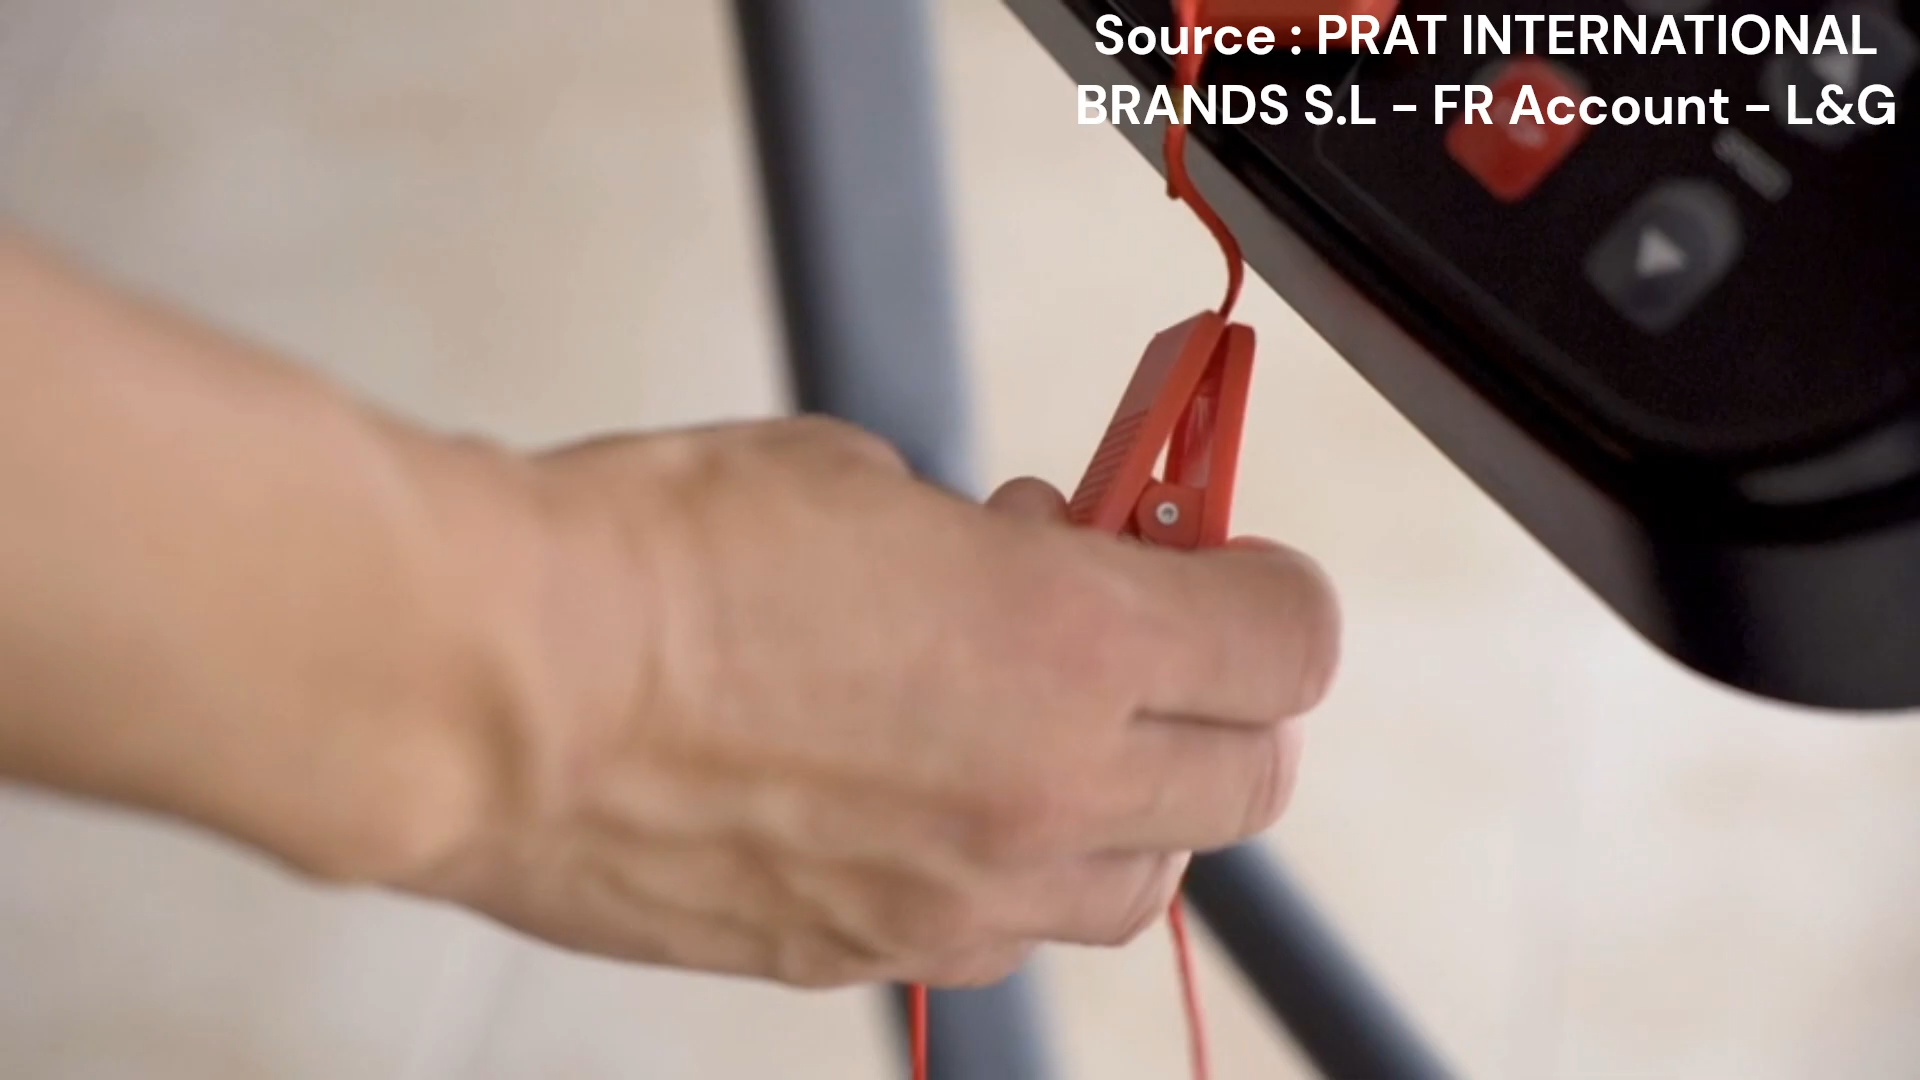 Source : PRAT INTERNATIONAL
BRANDS S.L - FR Account - L&G